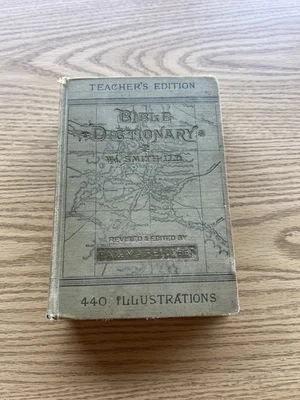 TEACHER'S EDITION
BIBLE
DICTIONARY
WM. SMITH LL.D.
REVISED & EDITED BY
440 ILLUSTRATIONS